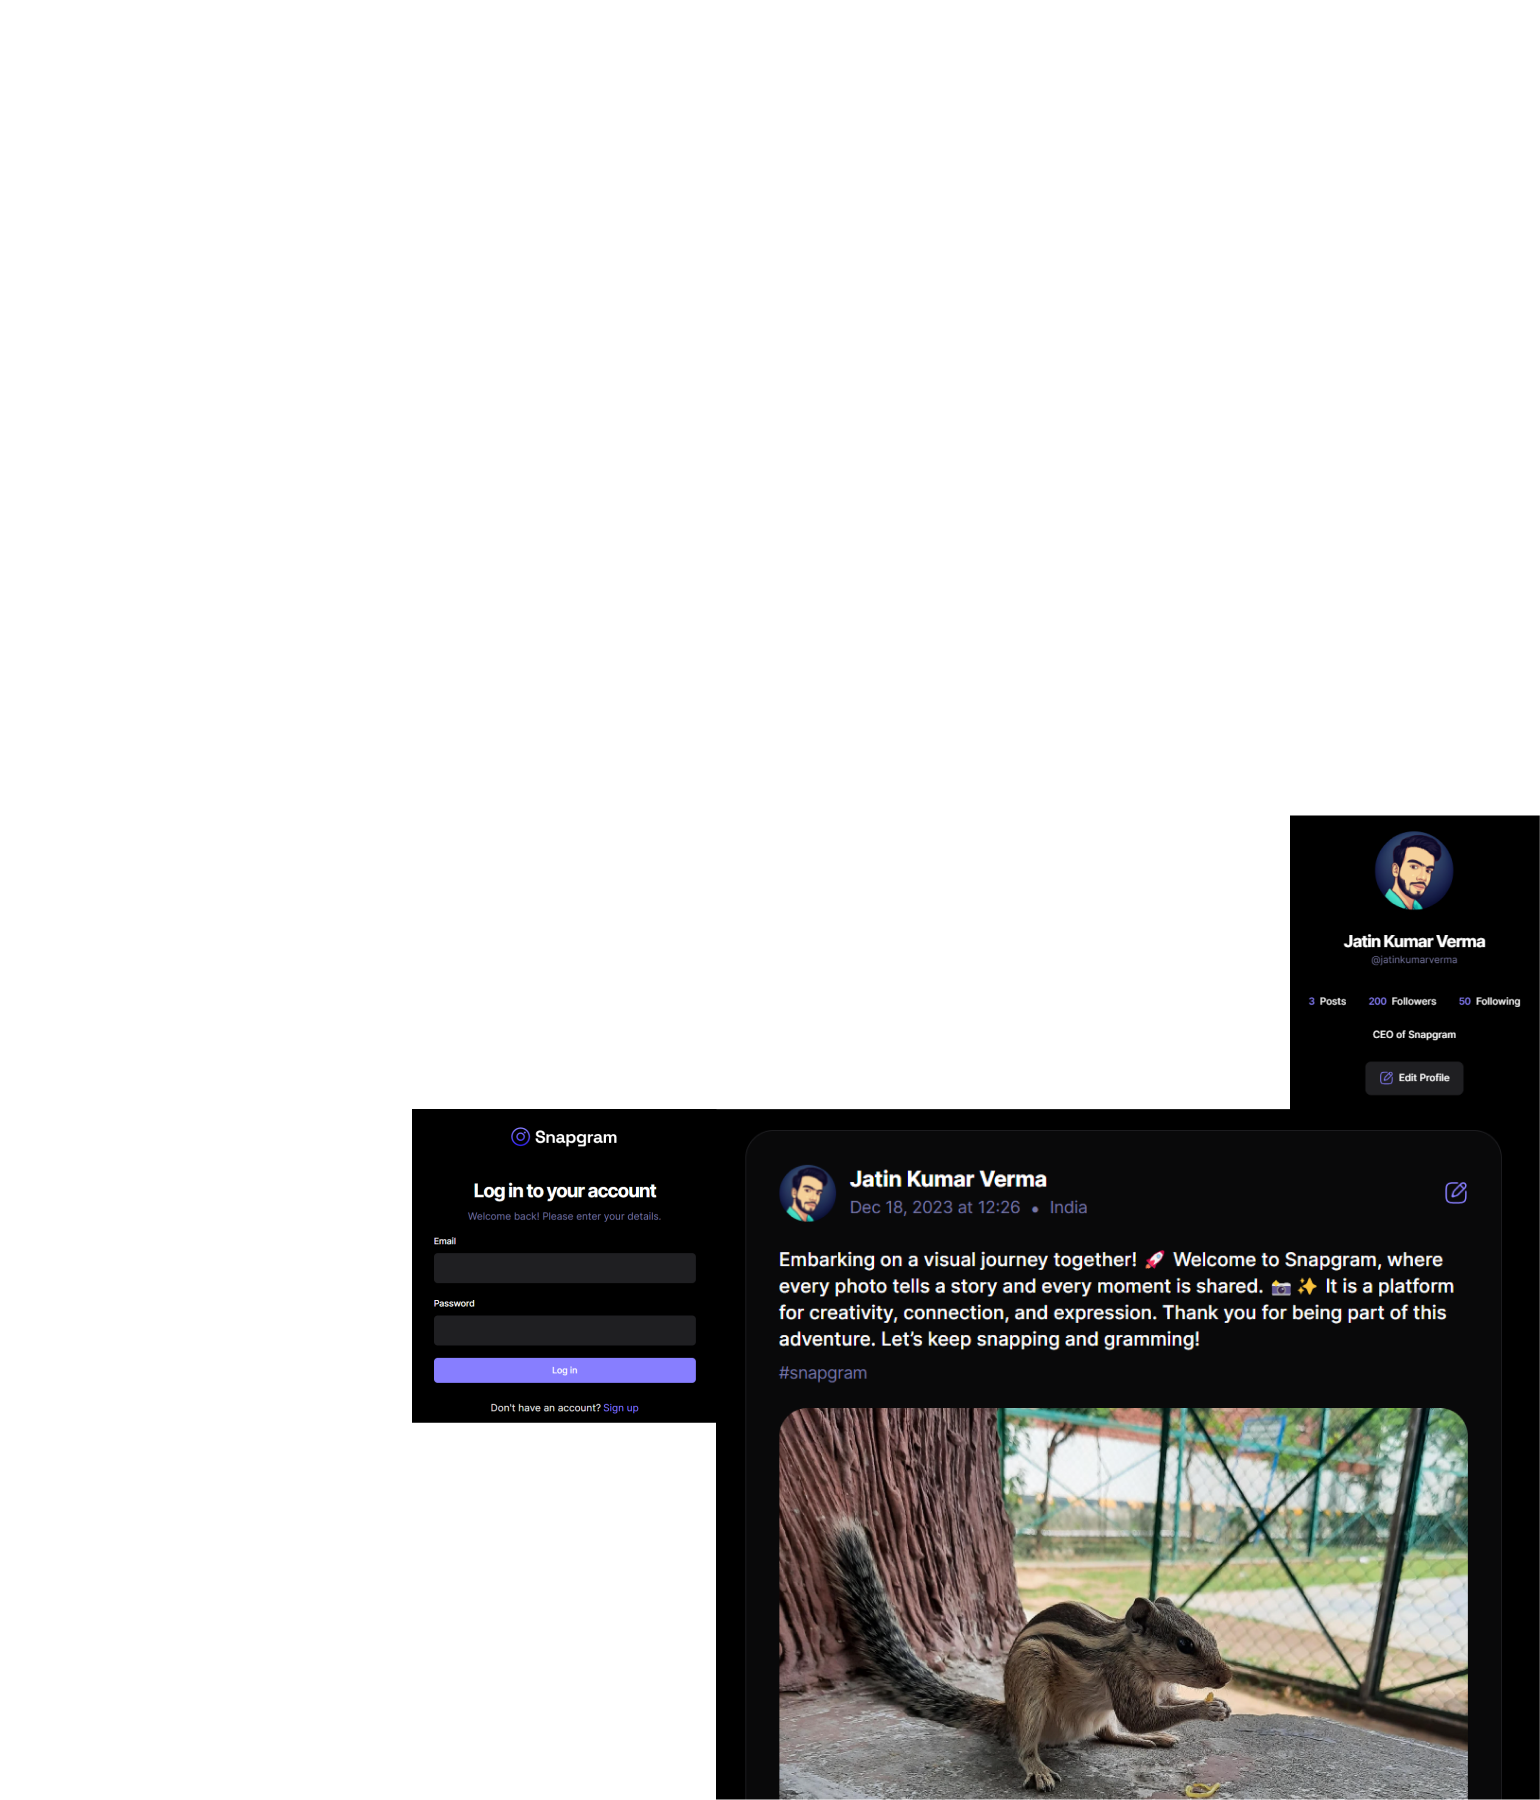 Jatin Kumar Verma
@jatinkumarverma
3 Posts 200 Followers 50 Following
CEO of Snapgram
Edit Profile
Snapgram
Log in to your account
Welcome back! Please enter your details.
Email
Password
Log in
Don't have an account? Sign up
Jatin Kumar Verma
Dec 18, 2023 at 12:26 • India
Embarking on a visual journey together! 🚀 Welcome to Snapgram, where
every photo tells a story and every moment is shared. 📸 ✨ It is a platform
for creativity, connection, and expression. Thank you for being part of this
adventure. Let’s keep snapping and gramming!
#snapgram